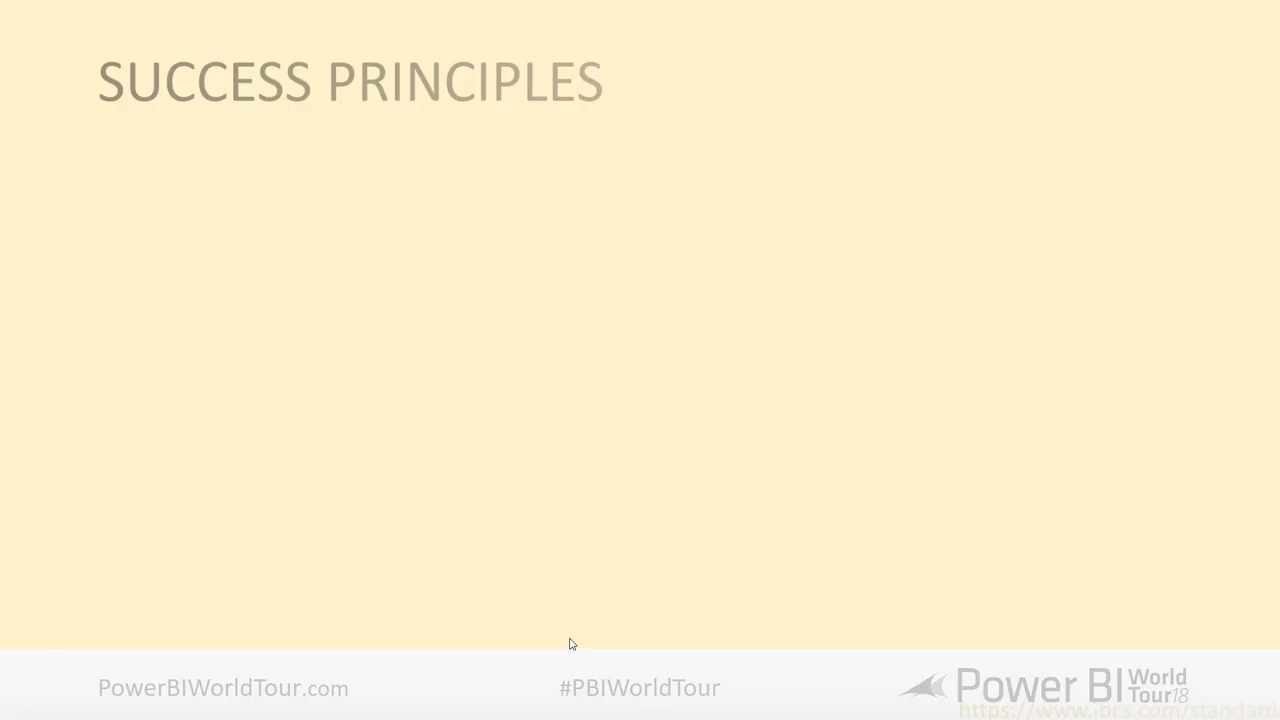 SUCCESS PRINCIPLES
PowerBIWorldTour.com
#PBIWorldTour
Power BI World Tour18
https://www.ibcs.com/standard